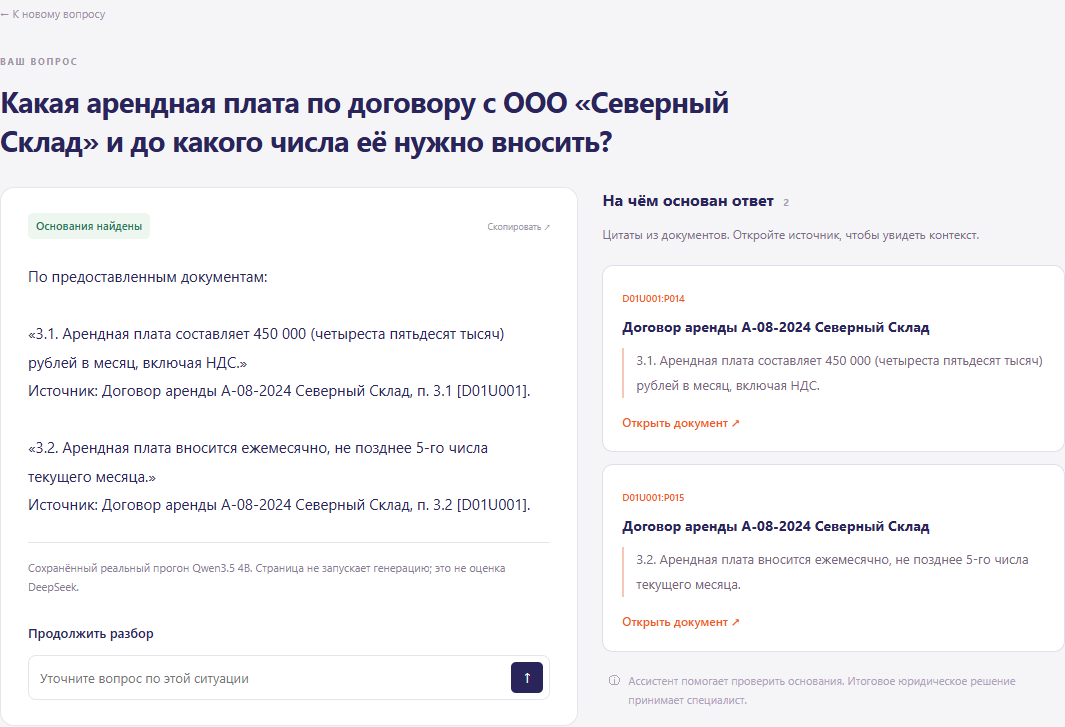 ← К новому вопросу
ВАШ ВОПРОС
Какая арендная плата по договору с ООО «Северный
Склад» и до какого числа её нужно вносить?
Основания найдены
Скопировать ↗
По предоставленным документам:
«3.1. Арендная плата составляет 450 000 (четыреста пятьдесят тысяч)
рублей в месяц, включая НДС.»
Источник: Договор аренды А-08-2024 Северный Склад, п. 3.1 [D01U001].
«3.2. Арендная плата вносится ежемесячно, не позднее 5-го числа
текущего месяца.»
Источник: Договор аренды А-08-2024 Северный Склад, п. 3.2 [D01U001].
Сохранённый реальный прогон Qwen3.5 4B. Страница не запускает генерацию; это не оценка
DeepSeek.
Продолжить разбор
Уточните вопрос по этой ситуации
↑
На чём основан ответ 2
Цитаты из документов. Откройте источник, чтобы увидеть контекст.
D01U001:P014
Договор аренды А-08-2024 Северный Склад
3.1. Арендная плата составляет 450 000 (четыреста пятьдесят тысяч)
рублей в месяц, включая НДС.
Открыть документ ↗
D01U001:P015
Договор аренды А-08-2024 Северный Склад
3.2. Арендная плата вносится ежемесячно, не позднее 5-го числа
текущего месяца.
Открыть документ ↗
ⓘ Ассистент помогает проверить основания. Итоговое юридическое решение
принимает специалист.